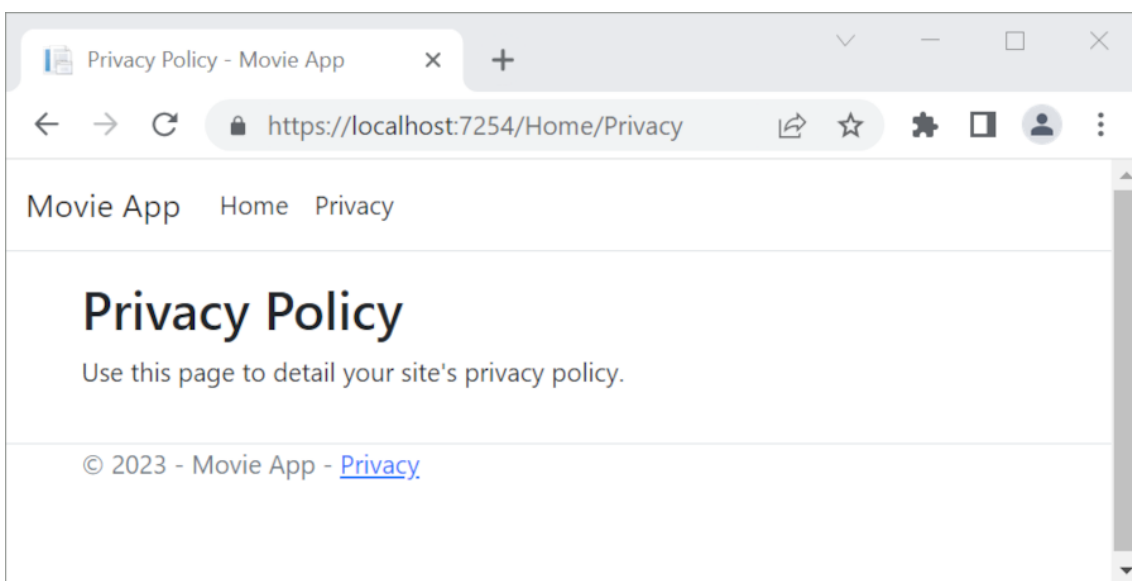 Privacy Policy - Movie App
https://localhost:7254/Home/Privacy
Movie App Home Privacy
Privacy Policy
Use this page to detail your site's privacy policy.
© 2023 - Movie App - Privacy